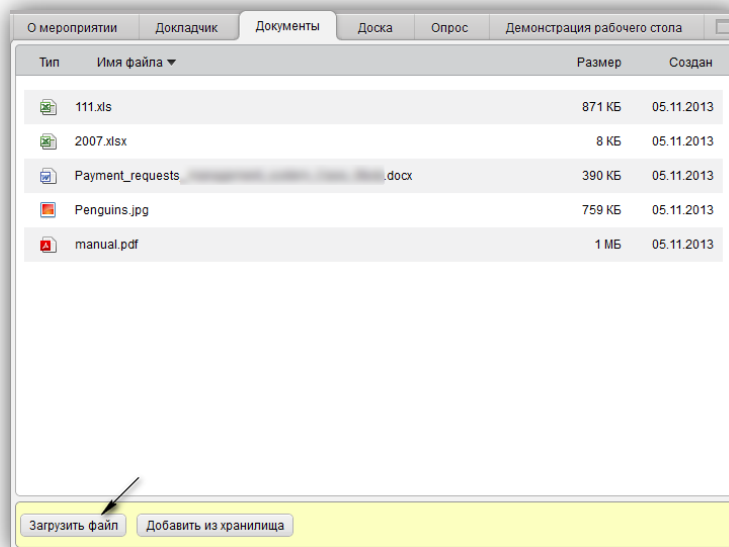 О мероприятии Докладчик Документы Доска Опрос Демонстрация рабочего стола
Тип Имя файла Размер Создан
111.xls 871 КБ 05.11.2013
2007.xlsx 8 КБ 05.11.2013
Payment_requests_ .docx 390 КБ 05.11.2013
Penguins.jpg 759 КБ 05.11.2013
manual.pdf 1 МБ 05.11.2013
Загрузить файл Добавить из хранилища